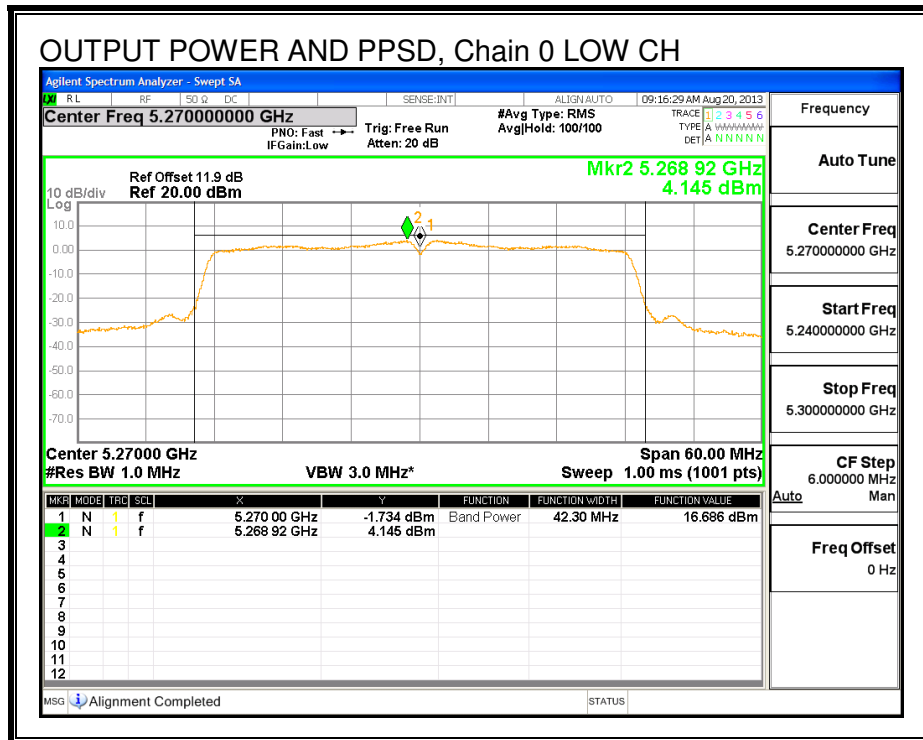 OUTPUT POWER AND PPSD, Chain 0 LOW CH
Agilent Spectrum Analyzer - Swept SA
LXI RL RF 50 Ω DC SENSE:INT ALIGN AUTO 09:16:29 AM Aug 20, 2013
Center Freq 5.270000000 GHz
PNO: Fast
IFGain:Low
Trig: Free Run
Atten: 20 dB
#Avg Type: RMS
Avg|Hold: 100/100
TRACE 1 2 3 4 5 6
TYPE A WWWWWW
DET A N N N N N
Mkr2 5.268 92 GHz
4.145 dBm
Ref Offset 11.9 dB
10 dB/div Ref 20.00 dBm
Log
10.0
0.00
-10.0
-20.0
-30.0
-40.0
-50.0
-60.0
-70.0
2 1
Center 5.27000 GHz Span 60.00 MHz
#Res BW 1.0 MHz VBW 3.0 MHz* Sweep 1.00 ms (1001 pts)
MKR MODE TRC SCL X Y FUNCTION FUNCTION WIDTH FUNCTION VALUE
1 N 1 f 5.270 00 GHz -1.734 dBm Band Power 42.30 MHz 16.686 dBm
2 N 1 f 5.268 92 GHz 4.145 dBm
3
4
5
6
7
8
9
10
11
12
MSG Alignment Completed STATUS
Frequency
Auto Tune
Center Freq
5.270000000 GHz
Start Freq
5.240000000 GHz
Stop Freq
5.300000000 GHz
CF Step
6.000000 MHz
Auto Man
Freq Offset
0 Hz